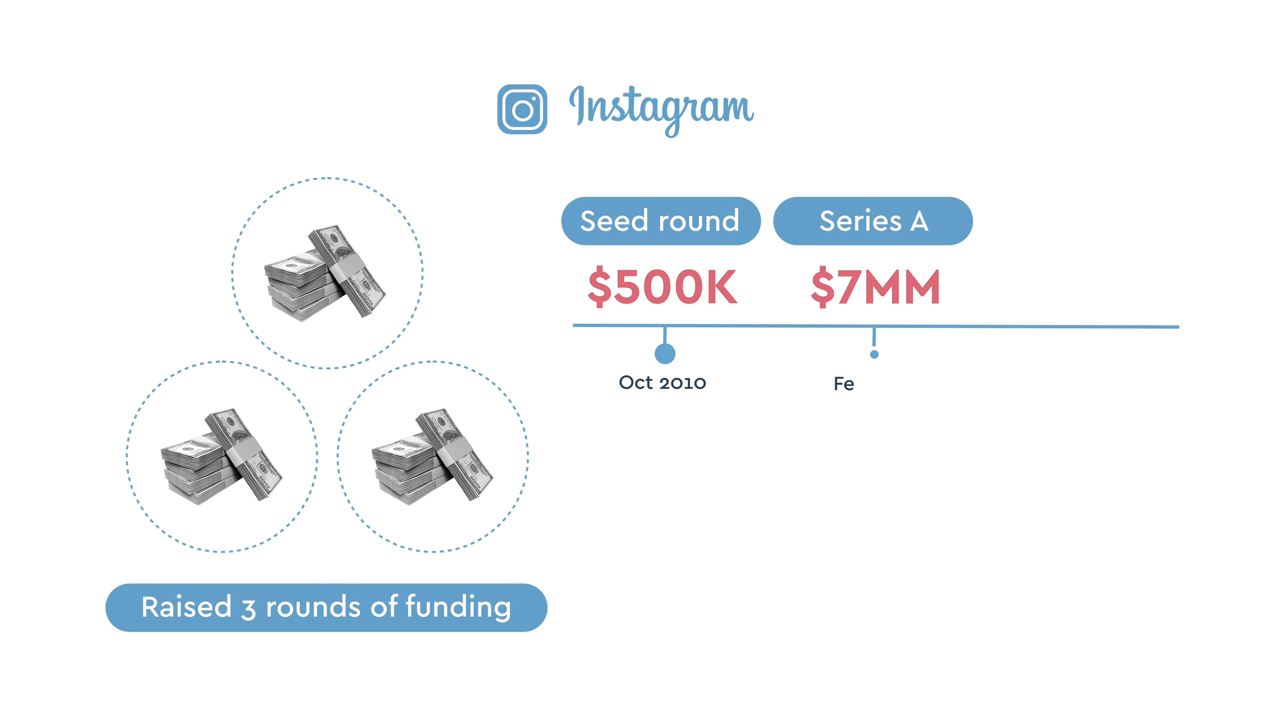 Instagram
Seed round
Series A
$500K
$7MM
Oct 2010
Fe
Raised 3 rounds of funding